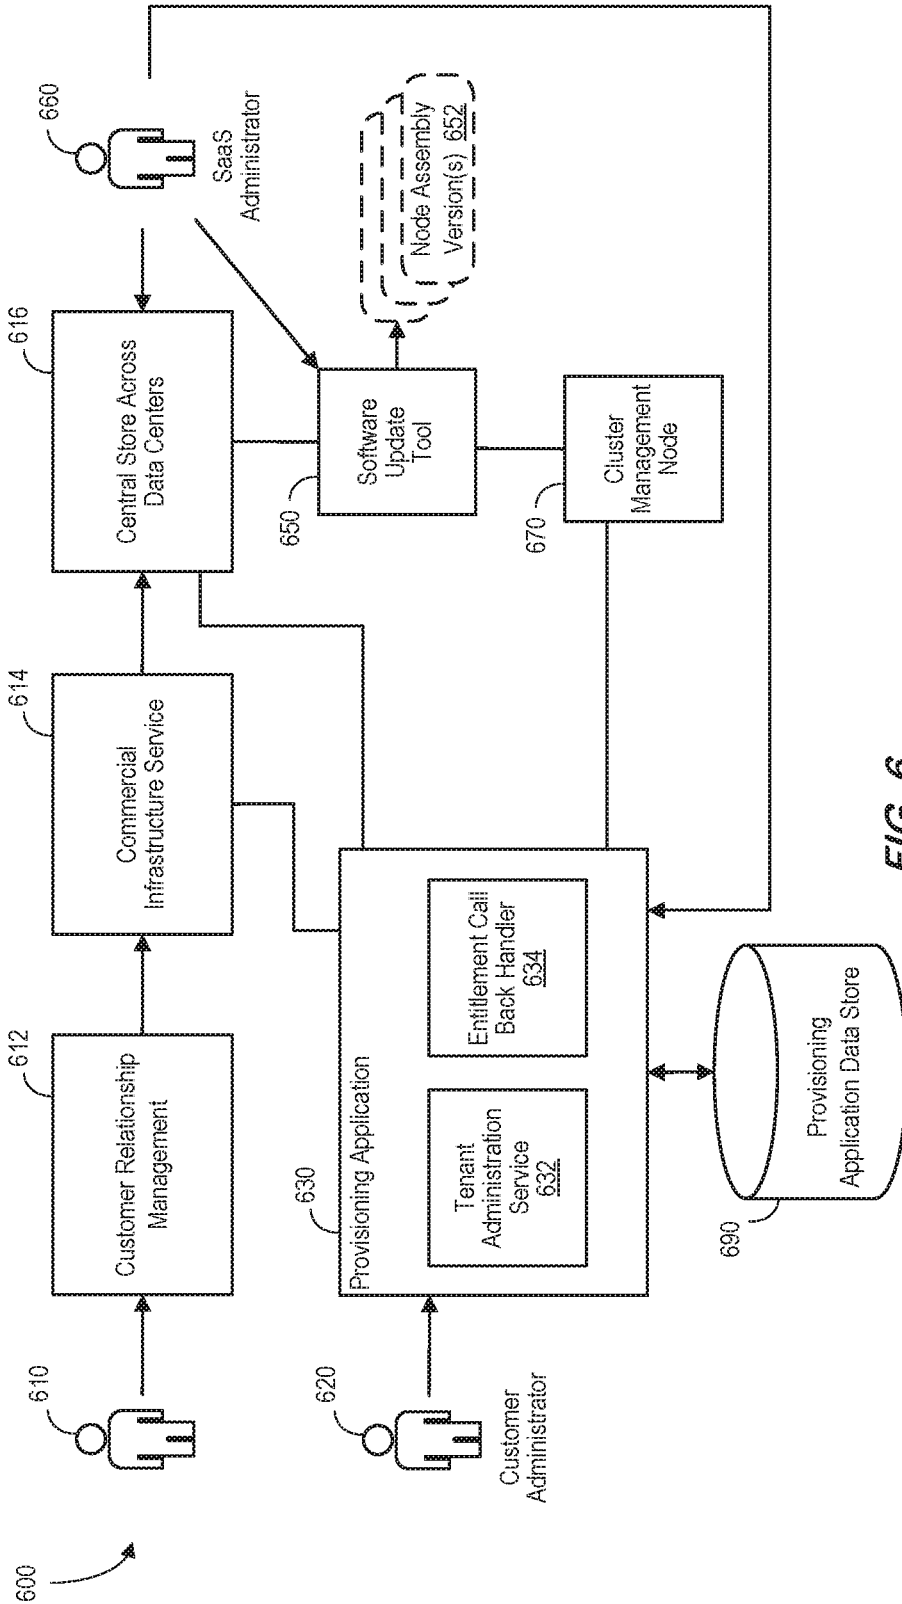 600
610
612
614
616
660
Customer Relationship
Management
Commercial
Infrastructure Service
Central Store Across
Data Centers
SaaS
Administrator
620
630
650
Customer
Administrator
Provisioning Application
Tenant
Administration
Service
632
Entitlement Call
Back Handler
634
Software
Update
Tool
Node Assembly
Version(s) 652
670
Cluster
Management
Node
690
Provisioning
Application Data Store
FIG. 6